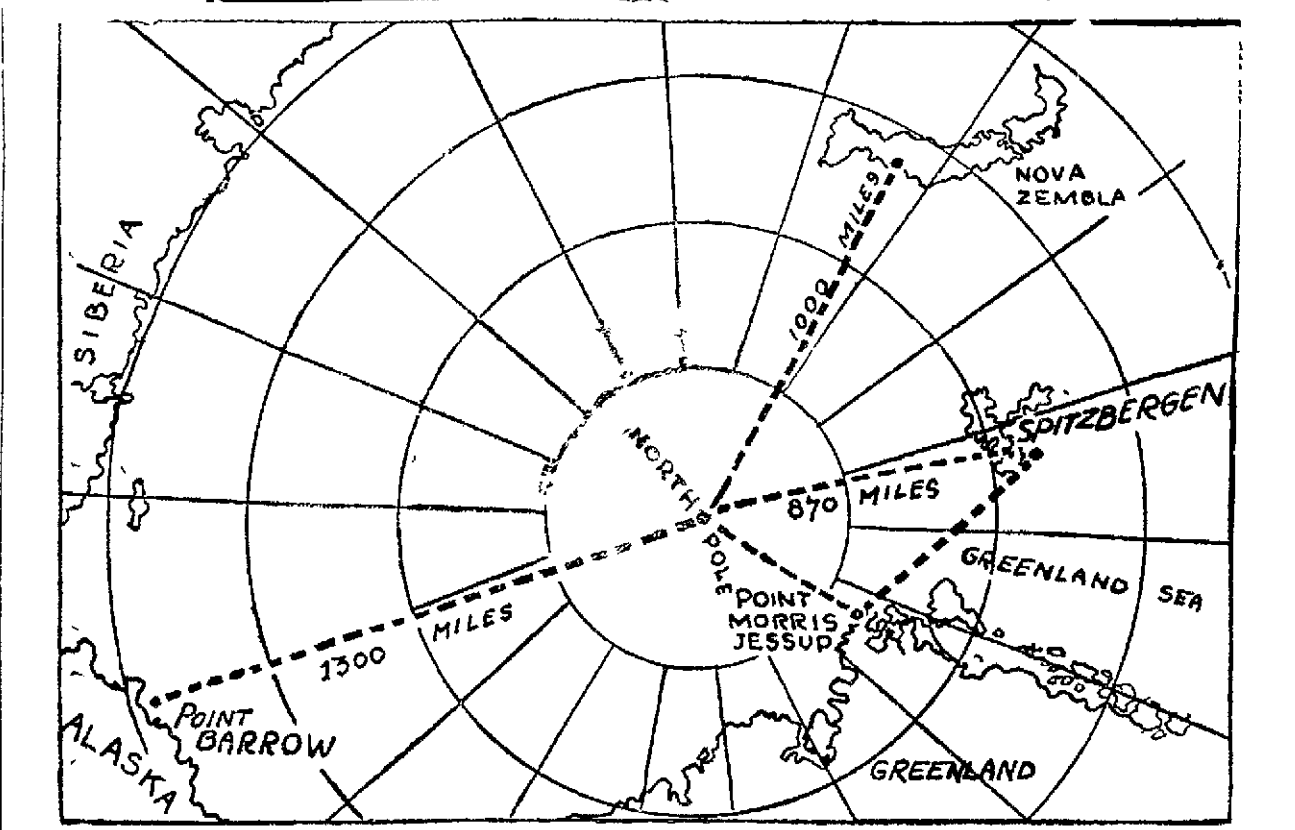 NOVA
ZEMBLA
1000 MILES
SIBERIA
SPITZBERGEN
NORTH
POLE
870 MILES
GREENLAND SEA
POINT
MORRIS
JESSUP
1300 MILES
POINT
BARROW
ALASKA
GREENLAND